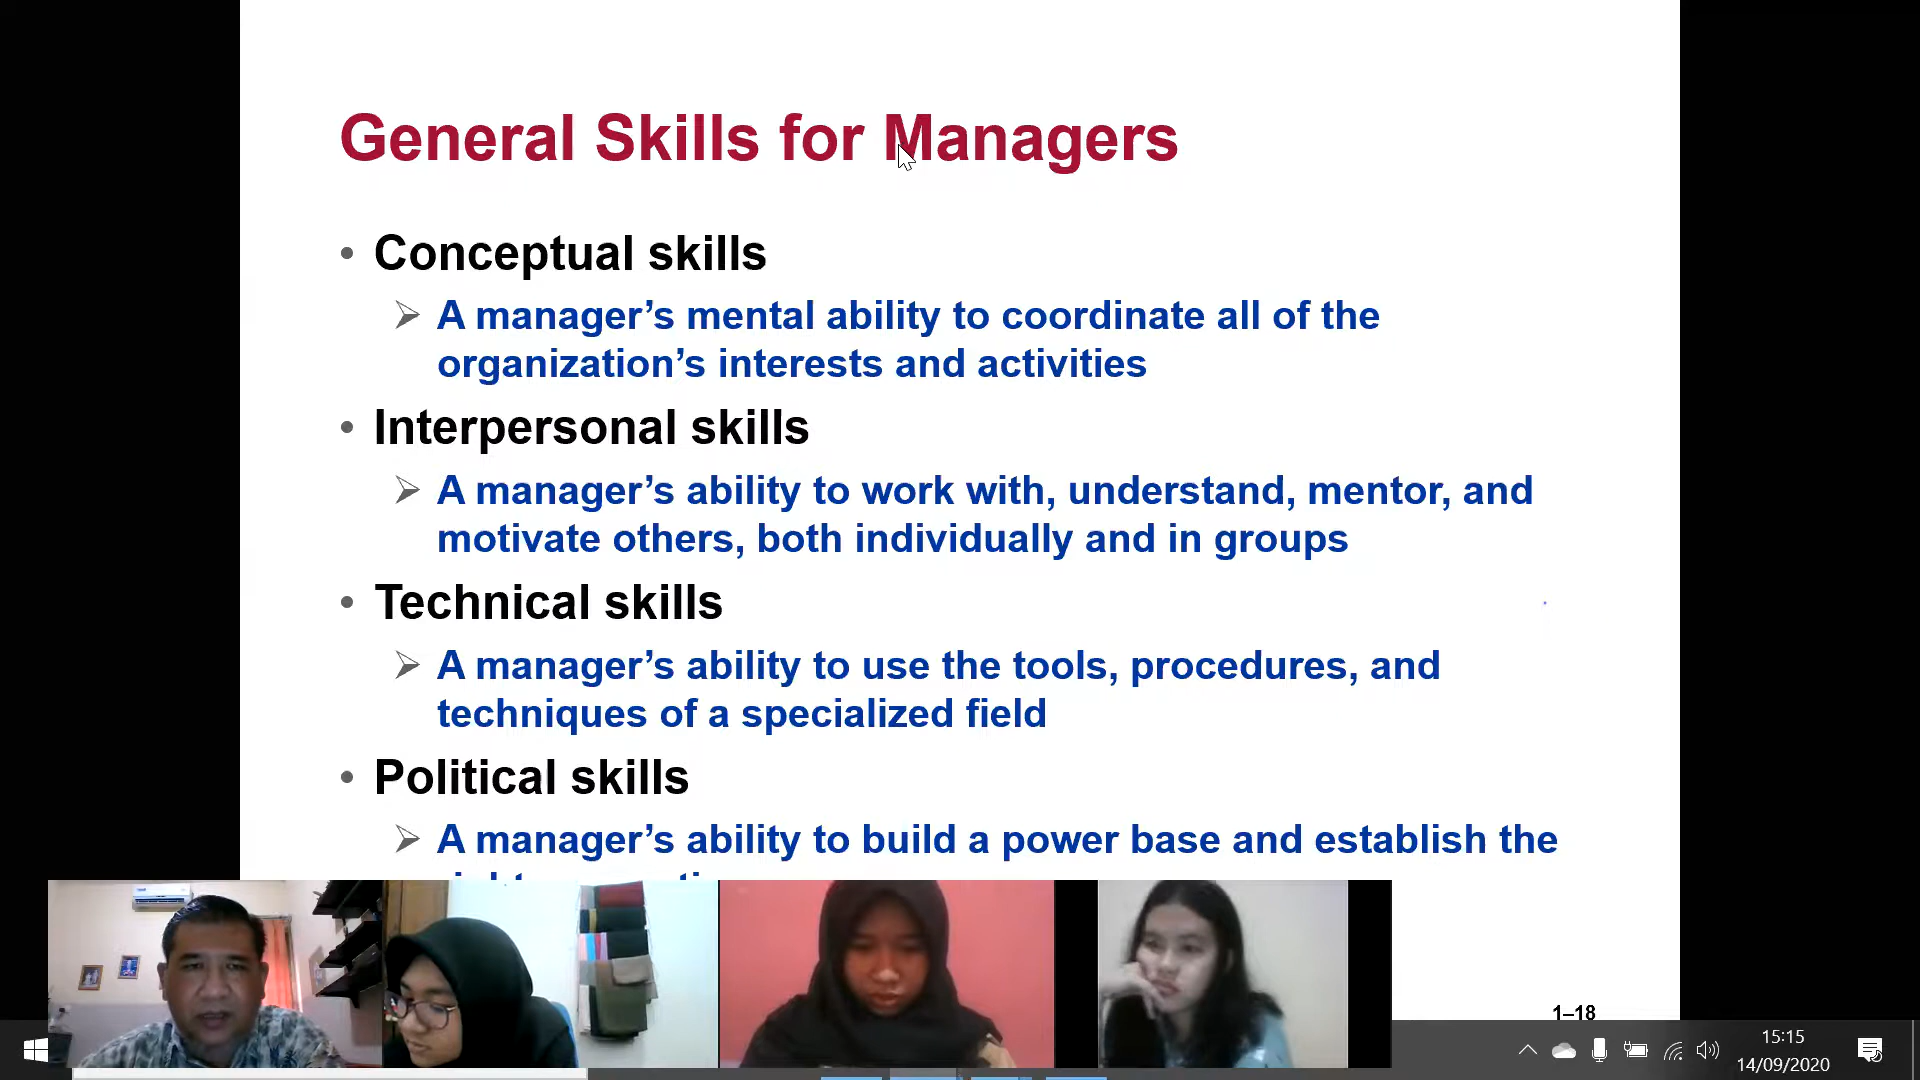 General Skills for Managers
• Conceptual skills
➢ A manager’s mental ability to coordinate all of the
organization’s interests and activities
• Interpersonal skills
➢ A manager’s ability to work with, understand, mentor, and
motivate others, both individually and in groups
• Technical skills
➢ A manager’s ability to use the tools, procedures, and
techniques of a specialized field
• Political skills
➢ A manager’s ability to build a power base and establish the
1–18
15:15
14/09/2020